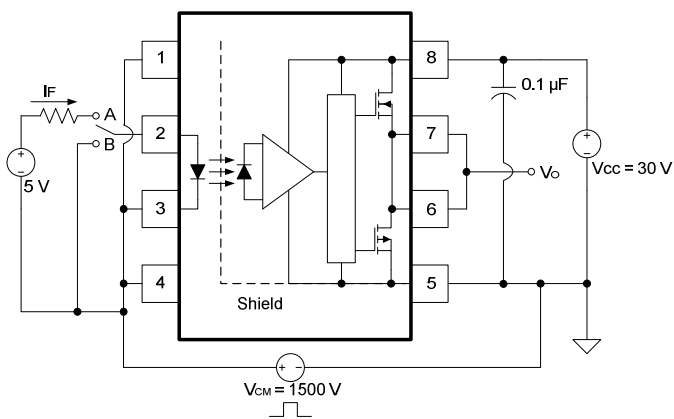 1
8
IF
A
0.1 µF
+
2
7
B
+
–
VCC = 30 V
VO
+
–
5 V
3
6
4
5
Shield
+ –
VCM = 1500 V